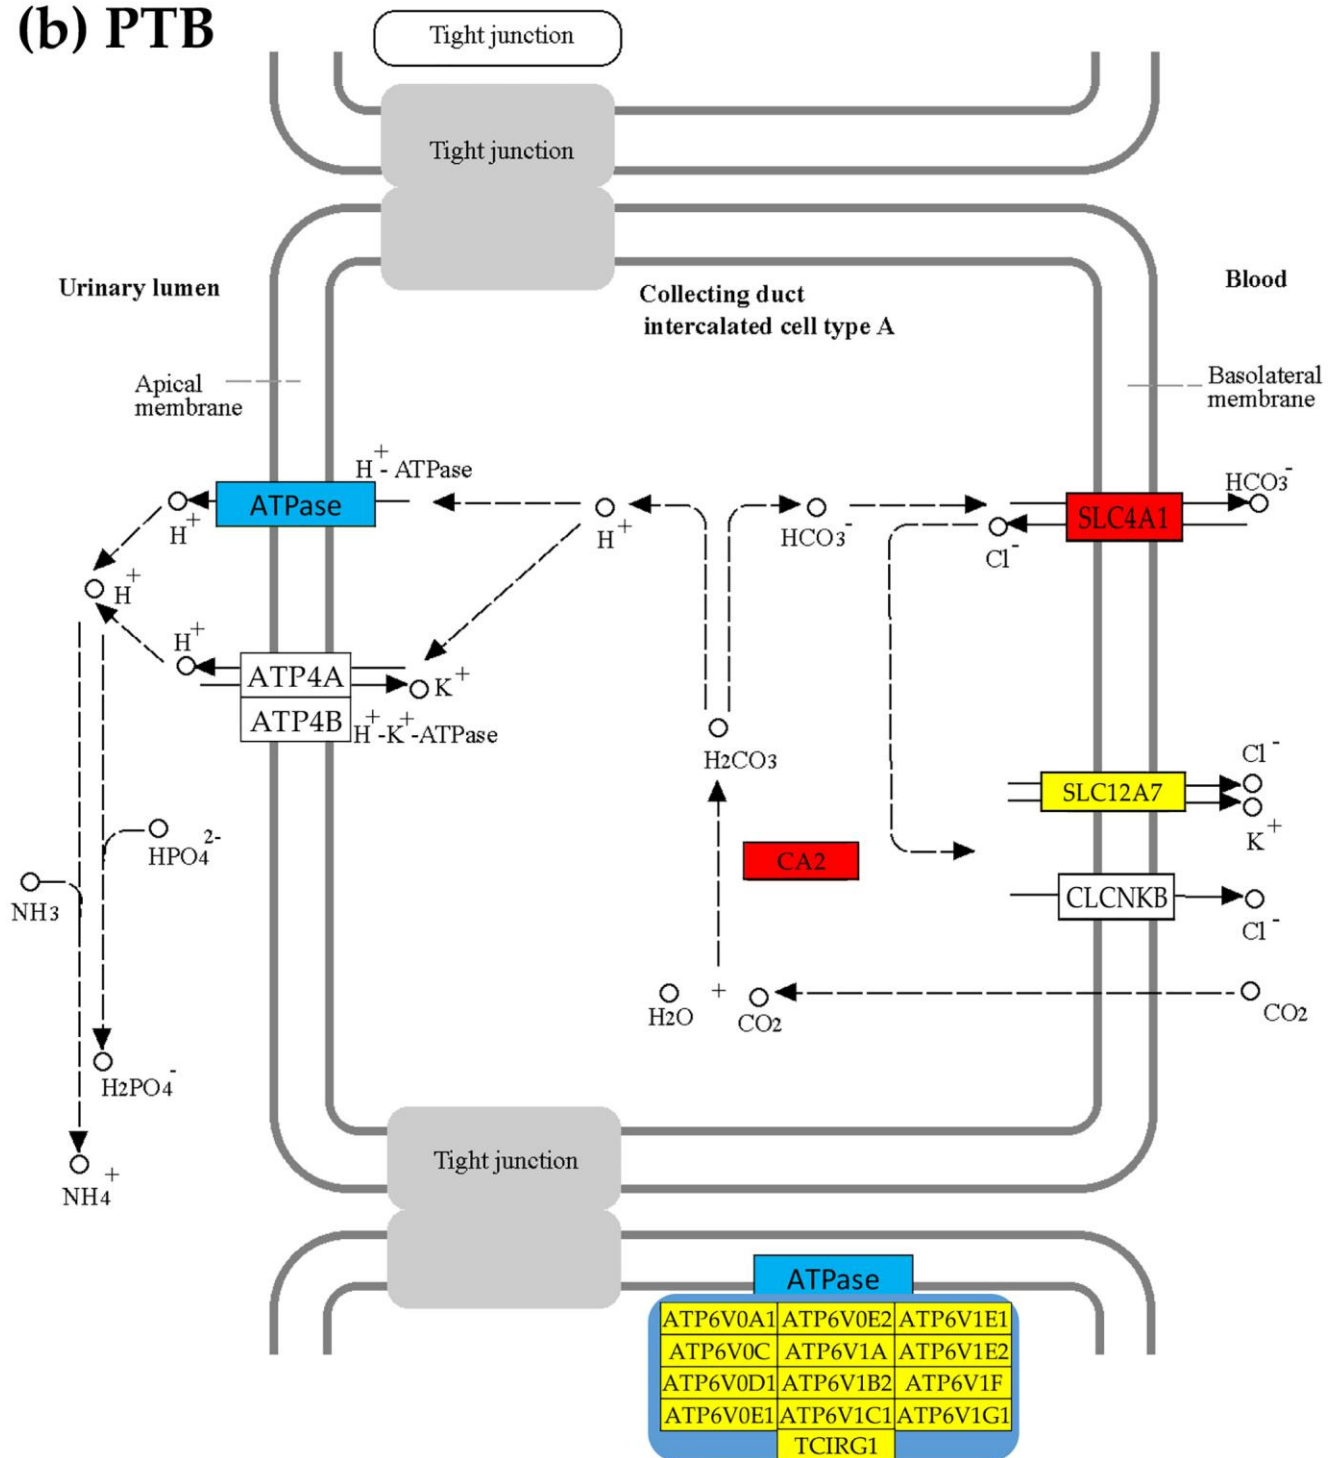 (b) PTB
Tight junction
Tight junction
Urinary lumen
Collecting duct
intercalated cell type A
Blood
Apical
membrane
Basolateral
membrane
H+- ATPase
ATPase
H+
H+
H+
HCO3-
Cl-
SLC4A1
HCO3-
H+
H+
ATP4A
K+
ATP4B
H+-K+-ATPase
H2CO3
Cl-
SLC12A7
K+
HPO4 2-
CA2
NH3
CLCNKB
Cl-
H2O + CO2
CO2
H2PO4-
Tight junction
NH4+
ATPase
ATP6V0A1 ATP6V0E2 ATP6V1E1
ATP6V0C ATP6V1A ATP6V1E2
ATP6V0D1 ATP6V1B2 ATP6V1F
ATP6V0E1 ATP6V1C1 ATP6V1G1
TCIRG1